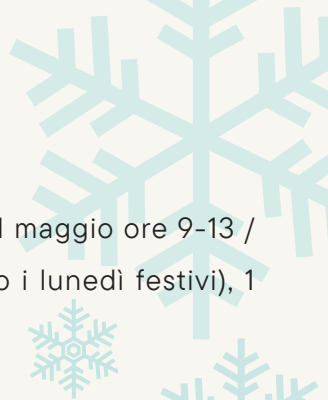 maggio ore 9-13 /
i lunedì festivi), 1